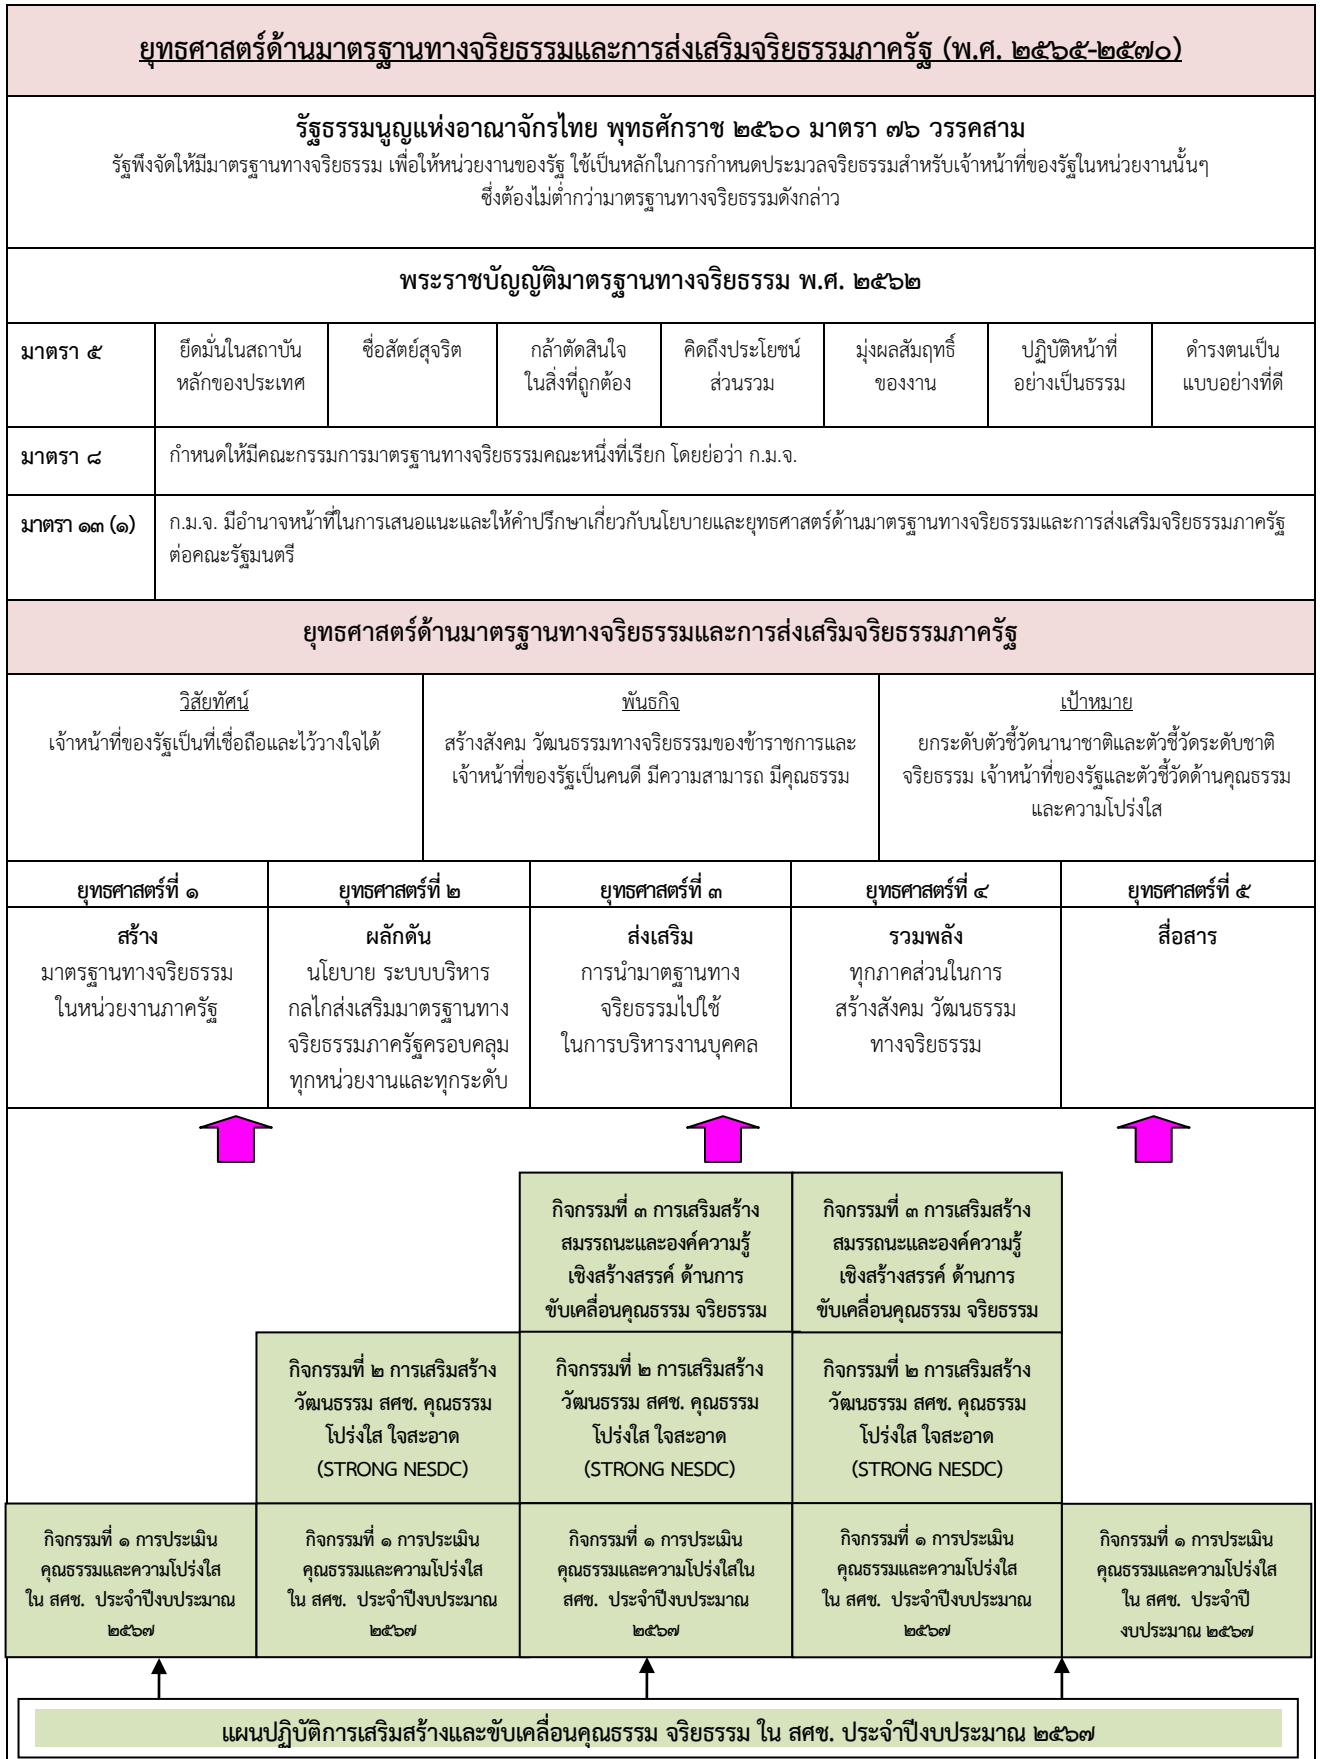 ยุทธศาสตร์ด้านมาตรฐานทางจริยธรรมและการส่งเสริมจริยธรรมภาครัฐ (พ.ศ. ๒๕๖๕-๒๕๗๐)
รัฐธรรมนูญแห่งอาณาจักรไทย พุทธศักราช ๒๕๖๐ มาตรา ๗๖ วรรคสาม
รัฐพึงจัดให้มีมาตรฐานทางจริยธรรม เพื่อให้หน่วยงานของรัฐ ใช้เป็นหลักในการกำหนดประมวลจริยธรรมสำหรับเจ้าหน้าที่ของรัฐในหน่วยงานนั้นๆ
ซึ่งต้องไม่ต่ำกว่ามาตรฐานทางจริยธรรมดังกล่าว
พระราชบัญญัติมาตรฐานทางจริยธรรม พ.ศ. ๒๕๖๒
มาตรา ๕
ยึดมั่นในสถาบัน
หลักของประเทศ
ซื่อสัตย์สุจริต
กล้าตัดสินใจ
ในสิ่งที่ถูกต้อง
คิดถึงประโยชน์
ส่วนรวม
มุ่งผลสัมฤทธิ์
ของงาน
ปฏิบัติหน้าที่
อย่างเป็นธรรม
ดำรงตนเป็น
แบบอย่างที่ดี
มาตรา ๘
กำหนดให้มีคณะกรรมการมาตรฐานทางจริยธรรมคณะหนึ่งที่เรียก โดยย่อว่า ก.ม.จ.
มาตรา ๑๓ (๑)
ก.ม.จ. มีอำนาจหน้าที่ในการเสนอแนะและให้คำปรึกษาเกี่ยวกับนโยบายและยุทธศาสตร์ด้านมาตรฐานทางจริยธรรมและการส่งเสริมจริยธรรมภาครัฐ
ต่อคณะรัฐมนตรี
ยุทธศาสตร์ด้านมาตรฐานทางจริยธรรมและการส่งเสริมจริยธรรมภาครัฐ
วิสัยทัศน์
เจ้าหน้าที่ของรัฐเป็นที่เชื่อถือและไว้วางใจได้
พันธกิจ
สร้างสังคม วัฒนธรรมทางจริยธรรมของข้าราชการและ
เจ้าหน้าที่ของรัฐเป็นคนดี มีความสามารถ มีคุณธรรม
เป้าหมาย
ยกระดับตัวชี้วัดนานาชาติและตัวชี้วัดระดับชาติ
จริยธรรม เจ้าหน้าที่ของรัฐและตัวชี้วัดด้านคุณธรรม
และความโปร่งใส
ยุทธศาสตร์ที่ ๑
ยุทธศาสตร์ที่ ๒
ยุทธศาสตร์ที่ ๓
ยุทธศาสตร์ที่ ๔
ยุทธศาสตร์ที่ ๕
สร้าง
มาตรฐานทางจริยธรรม
ในหน่วยงานภาครัฐ
ผลักดัน
นโยบาย ระบบบริหาร
กลไกส่งเสริมมาตรฐานทาง
จริยธรรมภาครัฐครอบคลุม
ทุกหน่วยงานและทุกระดับ
ส่งเสริม
การนำมาตฐานทาง
จริยธรรมไปใช้
ในการบริหารงานบุคคล
รวมพลัง
ทุกภาคส่วนในการ
สร้างสังคม วัฒนธรรม
ทางจริยธรรม
สื่อสาร
กิจกรรมที่ ๓ การเสริมสร้าง
สมรรถนะและองค์ความรู้
เชิงสร้างสรรค์ ด้านการ
ขับเคลื่อนคุณธรรม จริยธรรม
กิจกรรมที่ ๓ การเสริมสร้าง
สมรรถนะและองค์ความรู้
เชิงสร้างสรรค์ ด้านการ
ขับเคลื่อนคุณธรรม จริยธรรม
กิจกรรมที่ ๒ การเสริมสร้าง
วัฒนธรรม สศช. คุณธรรม
โปร่งใส ใจสะอาด
(STRONG NESDC)
กิจกรรมที่ ๒ การเสริมสร้าง
วัฒนธรรม สศช. คุณธรรม
โปร่งใส ใจสะอาด
(STRONG NESDC)
กิจกรรมที่ ๒ การเสริมสร้าง
วัฒนธรรม สศช. คุณธรรม
โปร่งใส ใจสะอาด
(STRONG NESDC)
กิจกรรมที่ ๑ การประเมิน
คุณธรรมและความโปร่งใส
ใน สศช. ประจำปีงบประมาณ
๒๕๖๗
กิจกรรมที่ ๑ การประเมิน
คุณธรรมและความโปร่งใส
ใน สศช. ประจำปีงบประมาณ
๒๕๖๗
กิจกรรมที่ ๑ การประเมิน
คุณธรรมและความโปร่งใสใน
สศช. ประจำปีงบประมาณ
๒๕๖๗
กิจกรรมที่ ๑ การประเมิน
คุณธรรมและความโปร่งใส
ใน สศช. ประจำปีงบประมาณ
๒๕๖๗
กิจกรรมที่ ๑ การประเมิน
คุณธรรมและความโปร่งใส
ใน สศช. ประจำปี
งบประมาณ ๒๕๖๗
แผนปฏิบัติการเสริมสร้างและขับเคลื่อนคุณธรรม จริยธรรม ใน สศช. ประจำปีงบประมาณ ๒๕๖๗